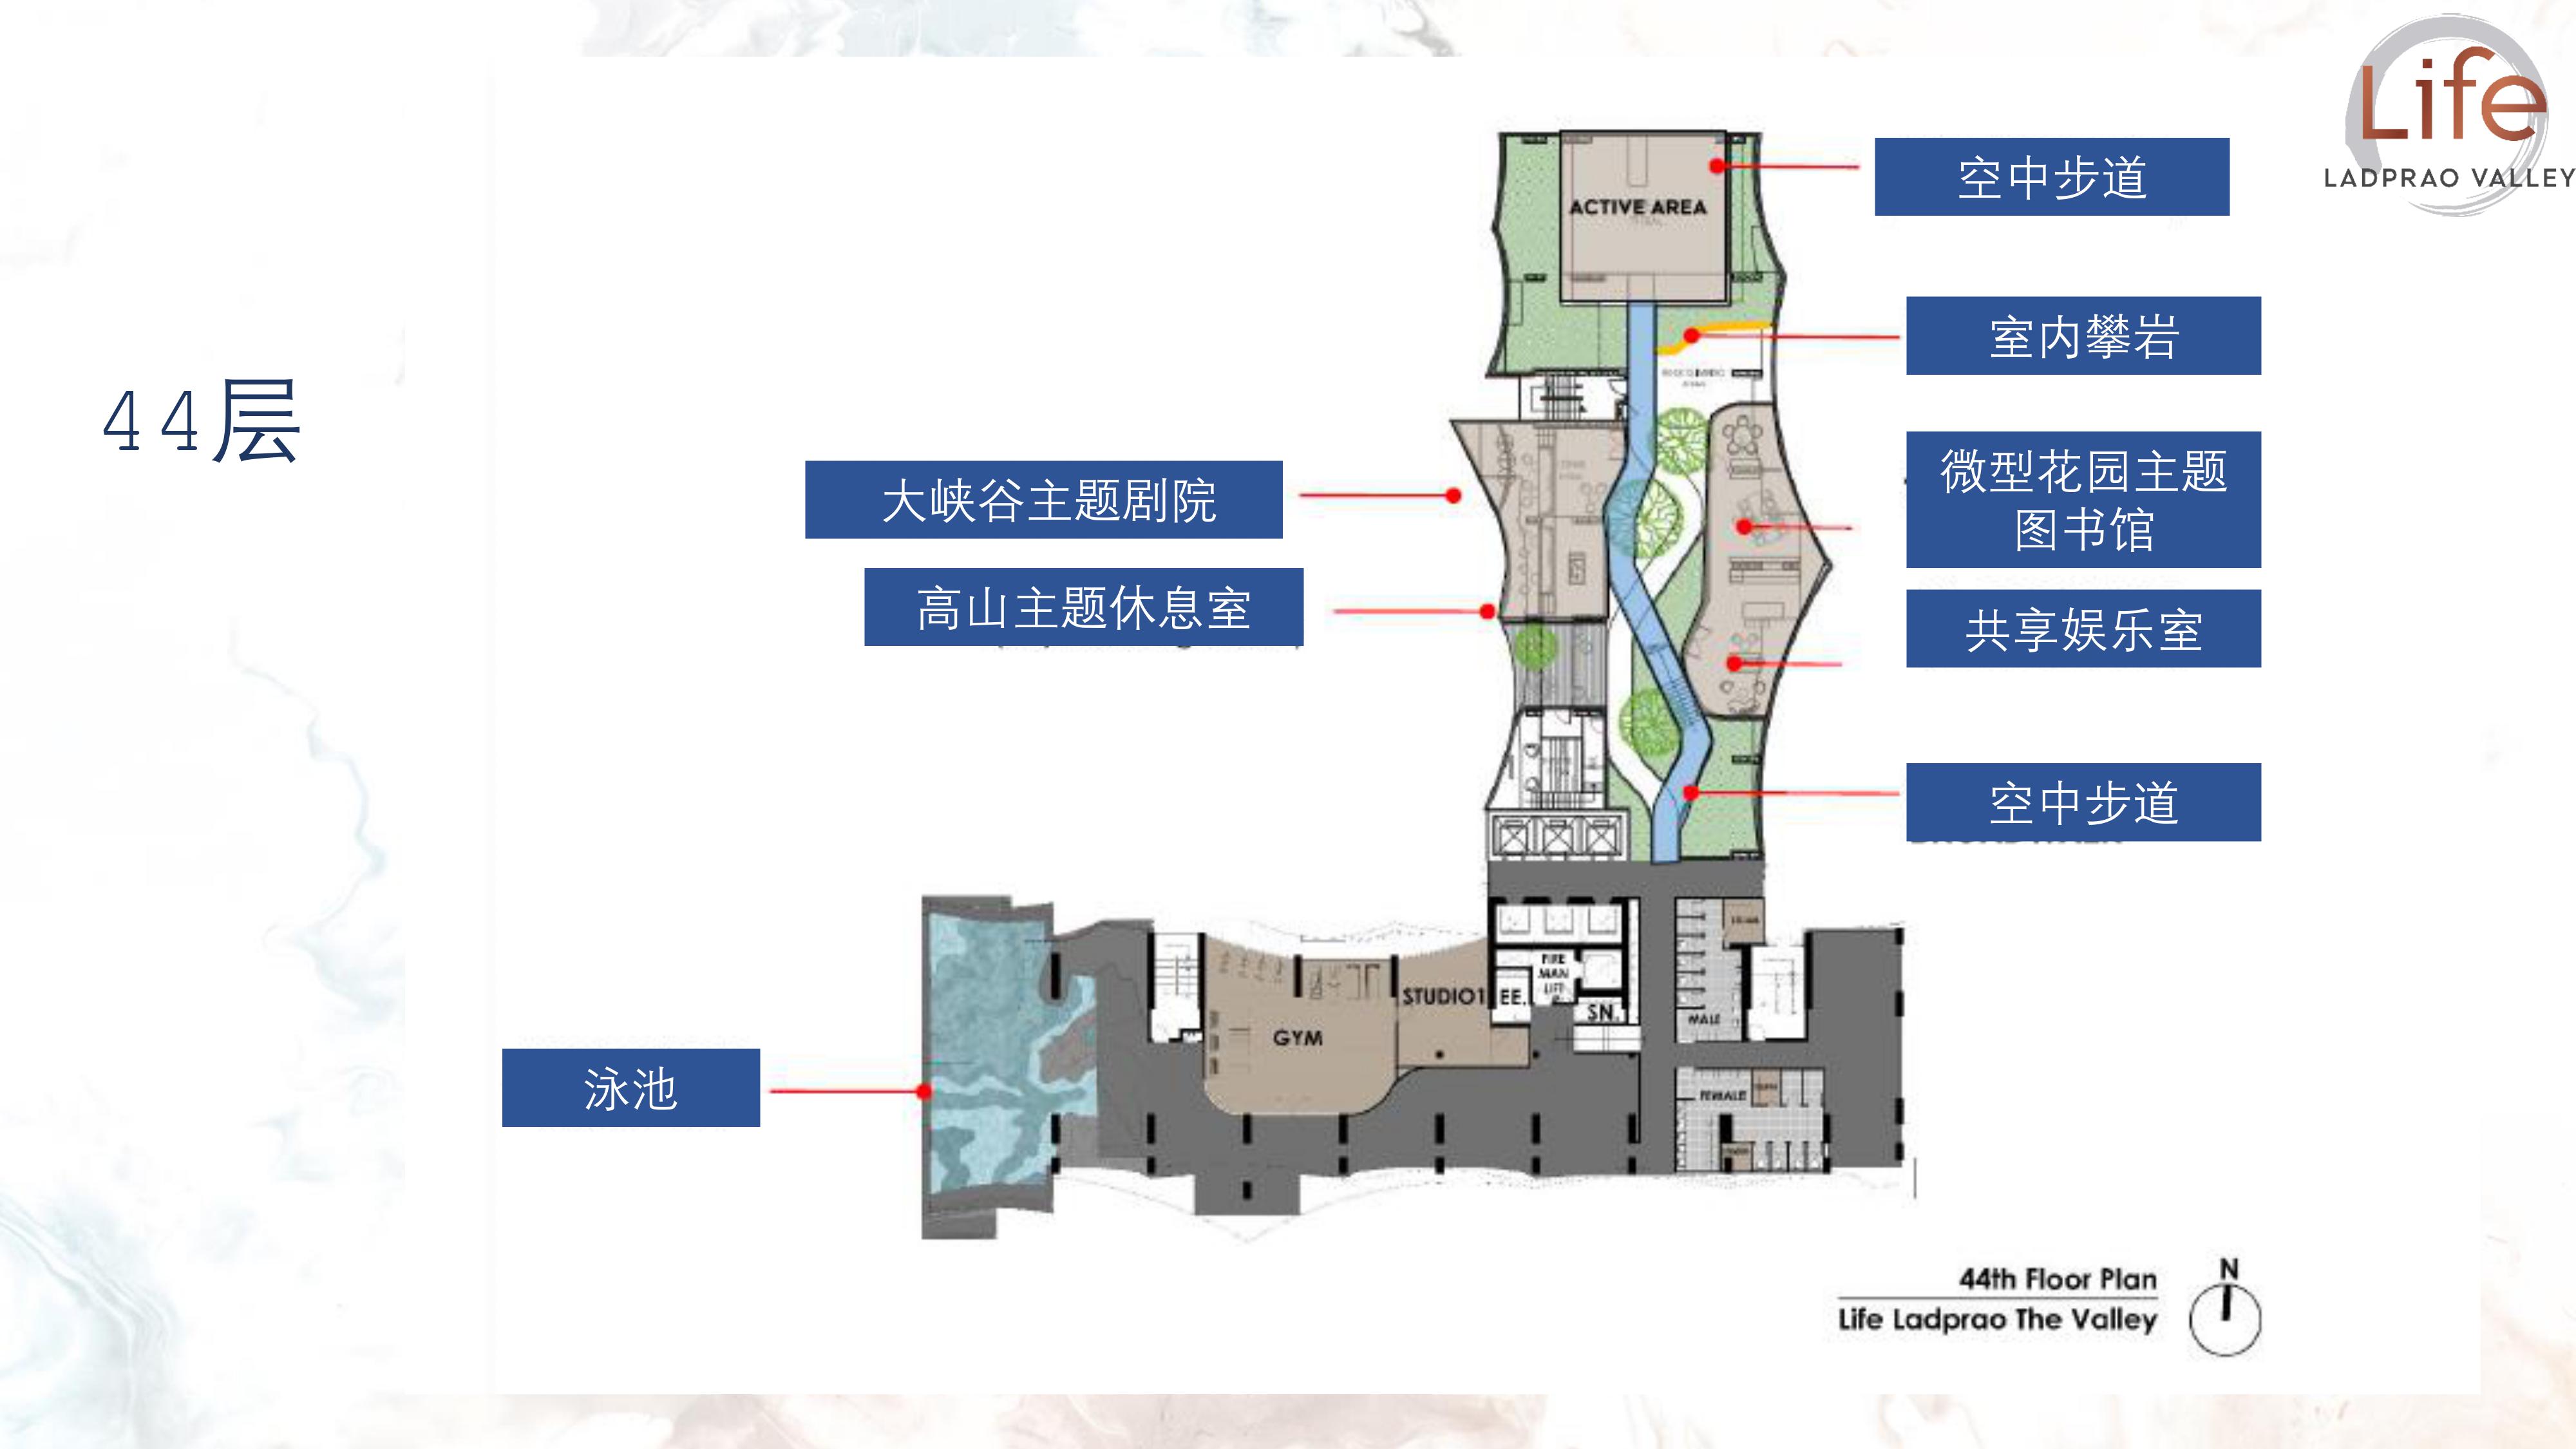 Life
LADPRAO VALLEY
44层
空中步道
ACTIVE AREA
室内攀岩
微型花园主题
图书馆
大峡谷主题剧院
高山主题休息室
共享娱乐室
空中步道
泳池
GYM
STUDIO1
EE.
FIRE
MAN
LIFT
SN.
MALE
FEMALE
44th Floor Plan
Life Ladprao The Valley
N